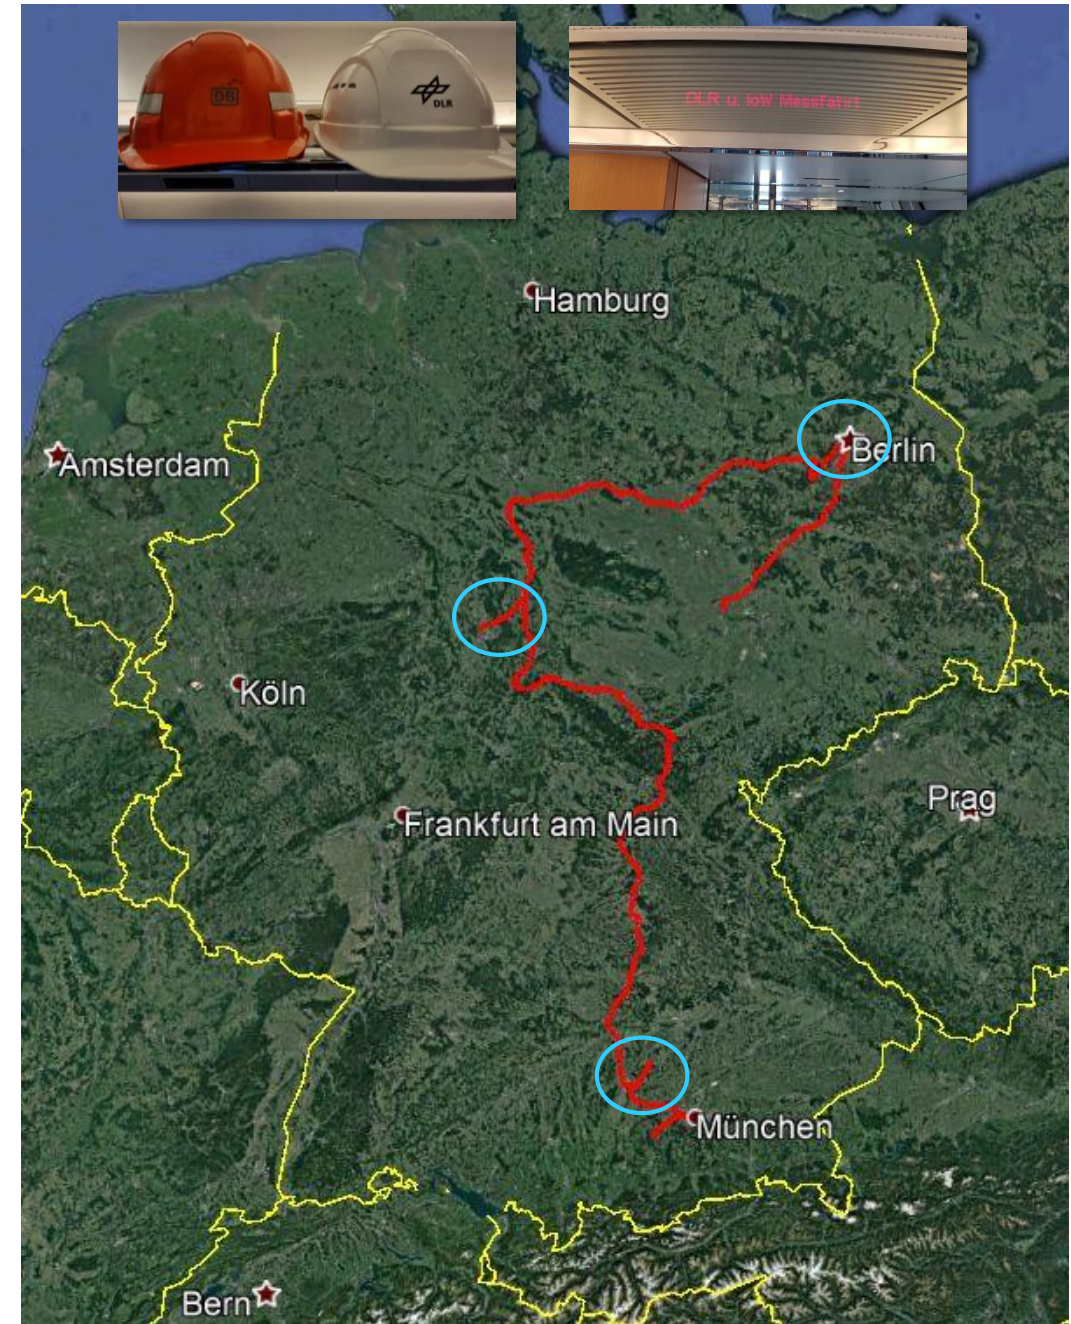 DB
DLR
DLR u. IoW Messfahrt
Hamburg
Berlin
Amsterdam
Köln
Prag
Frankfurt am Main
München
Bern